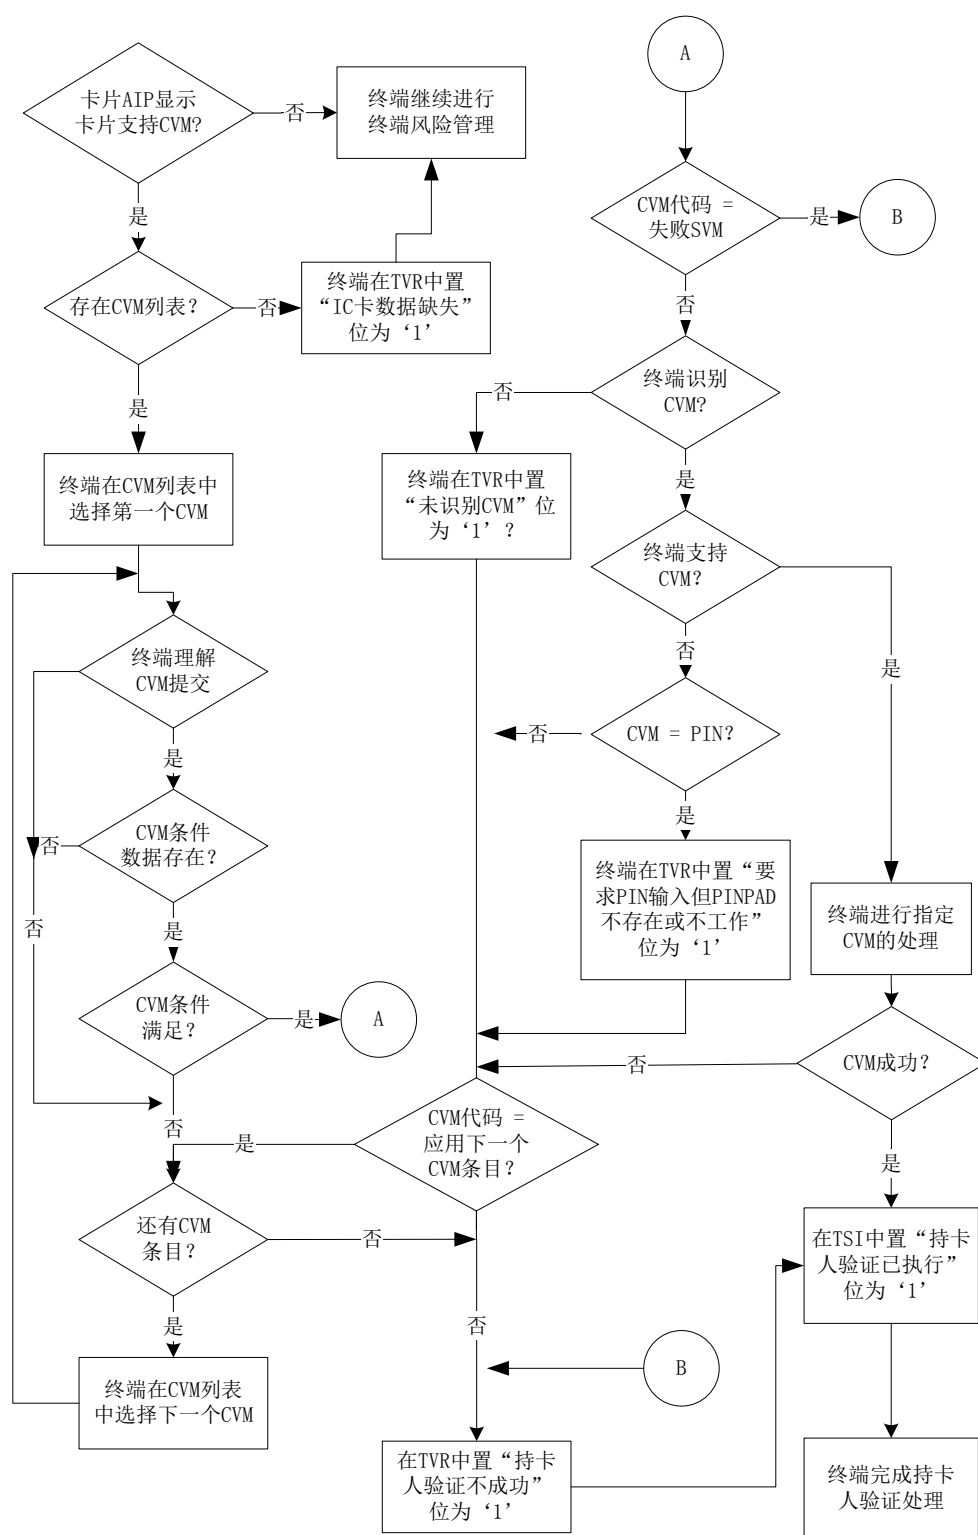 卡片AIP显示
卡片支持CVM?
否
终端继续进行
终端风险管理
是
存在CVM列表?
否
终端在TVR中置
“IC卡数据缺失”
位为‘1’
是
终端在CVM列表中
选择第一个CVM
终端理解
CVM提交
是
CVM条件
数据存在?
否
否
是
CVM条件
满足?
是
A
否
还有CVM
条目?
否
是
终端在CVM列表
中选择下一个CVM
A
CVM代码 =
失败SVM
是
B
否
终端识别
CVM?
否
终端在TVR中置
“未识别CVM”位
为‘1’?
是
终端支持
CVM?
是
否
CVM = PIN?
否
是
终端在TVR中置“要
求PIN输入但PINPAD
不存在或不工作”
位为‘1’
终端进行指定
CVM的处理
CVM成功?
否
是
CVM代码 =
应用下一个
CVM条目?
是
否
B
在TVR中置“持卡
人验证不成功”
位为‘1’
在TSI中置“持卡
人验证已执行”
位为‘1’
终端完成持卡
人验证处理